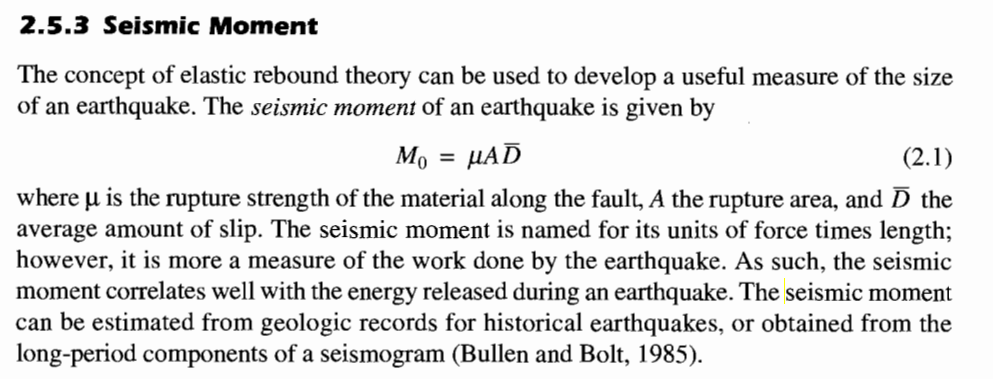 2.5.3 Seismic Moment
The concept of elastic rebound theory can be used to develop a useful measure of the size
of an earthquake. The seismic moment of an earthquake is given by
M₀ = μAD̅ (2.1)
where μ is the rupture strength of the material along the fault, A the rupture area, and D̅ the
average amount of slip. The seismic moment is named for its units of force times length;
however, it is more a measure of the work done by the earthquake. As such, the seismic
moment correlates well with the energy released during an earthquake. The seismic moment
can be estimated from geologic records for historical earthquakes, or obtained from the
long-period components of a seismogram (Bullen and Bolt, 1985).